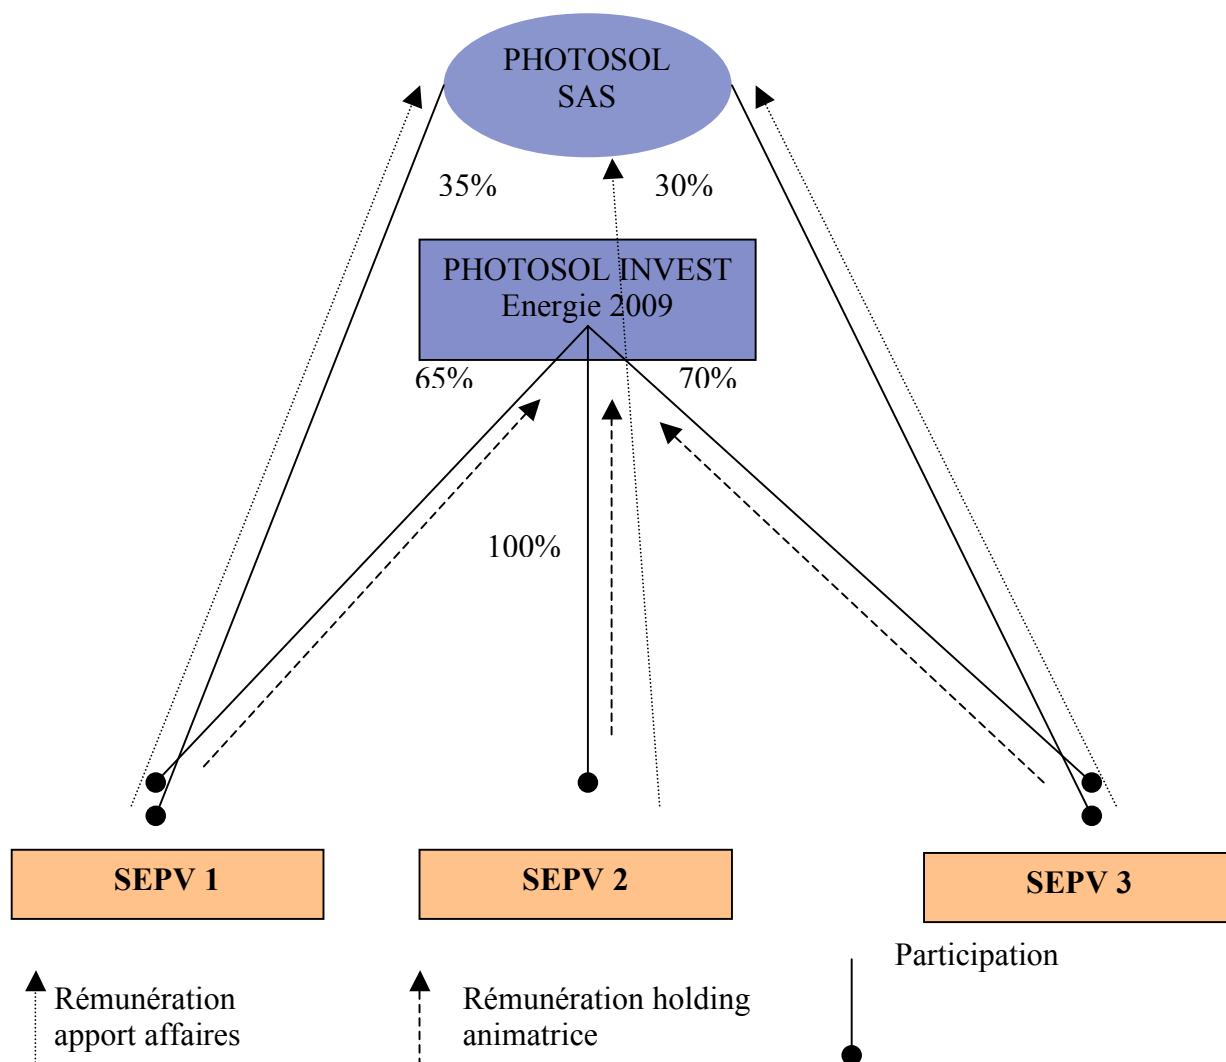 PHOTOSOL
SAS
35%
30%
PHOTOSOL INVEST
Energie 2009
65%
70%
100%
SEPV 1
SEPV 2
SEPV 3
Participation
Rémunération
apport affaires
Rémunération holding
animatrice